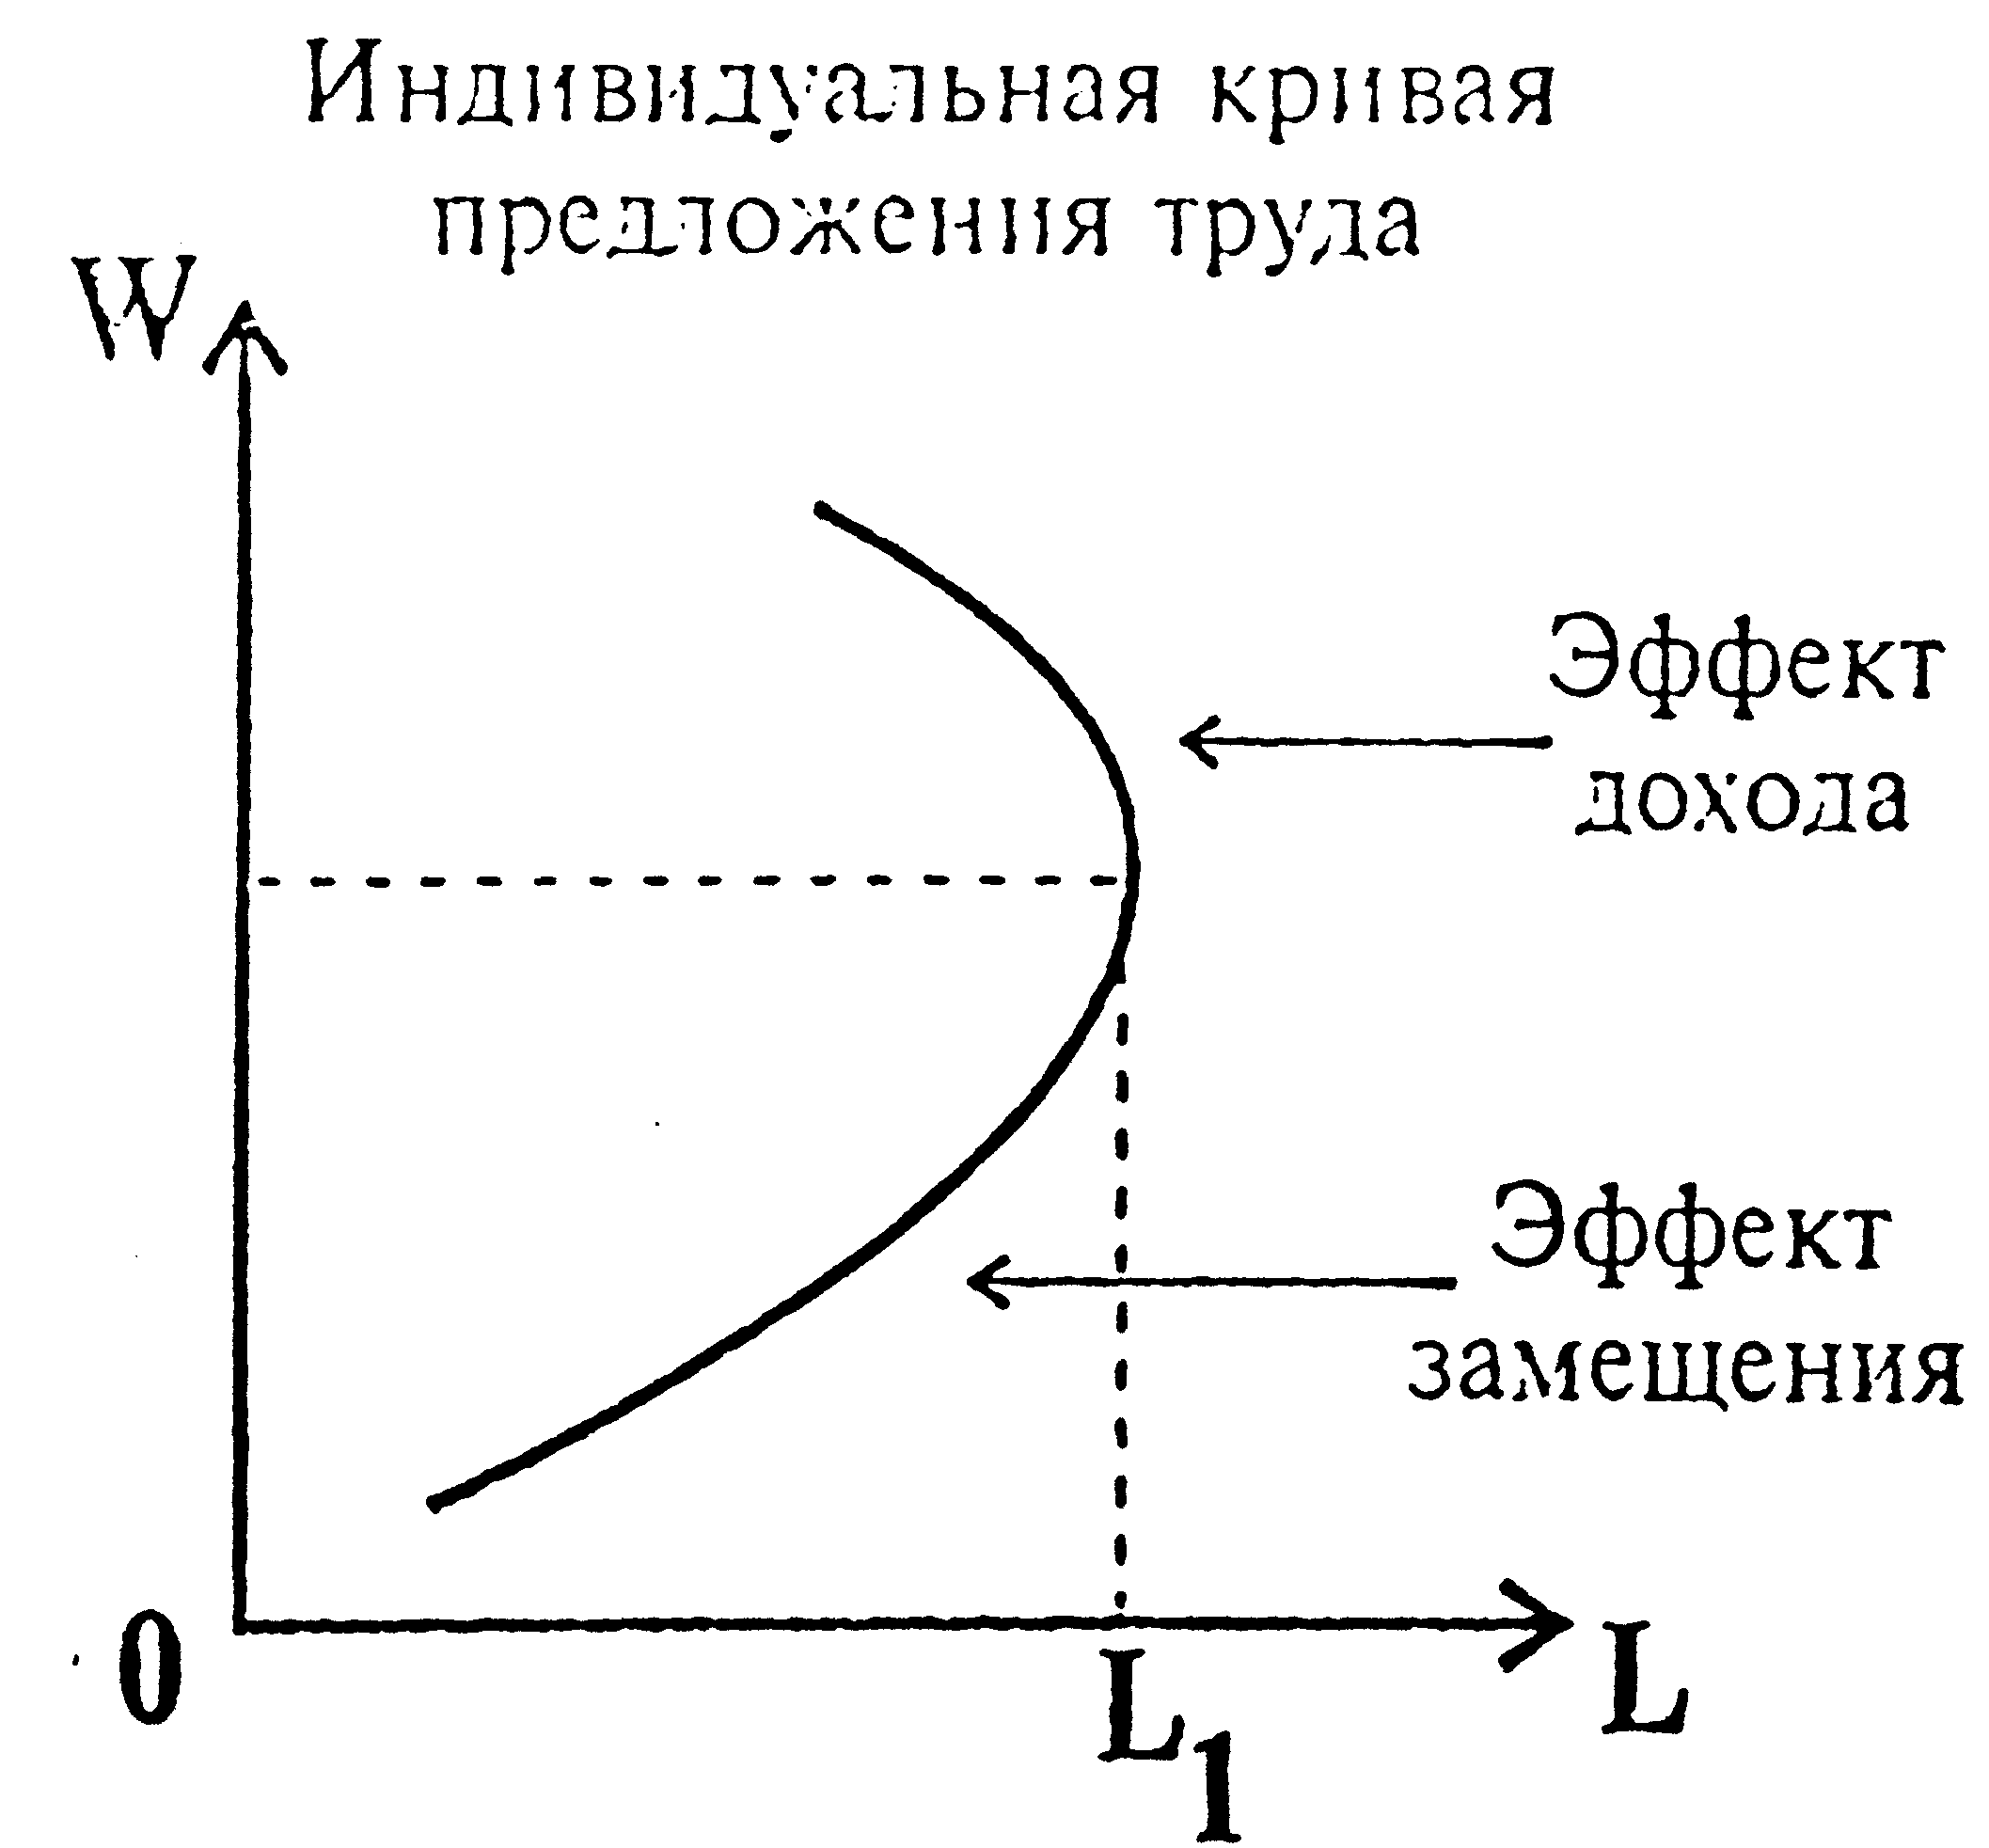 Индивидуальная кривая
предложения труда
W
Эффект
дохода
Эффект
замещения
0
L1
L